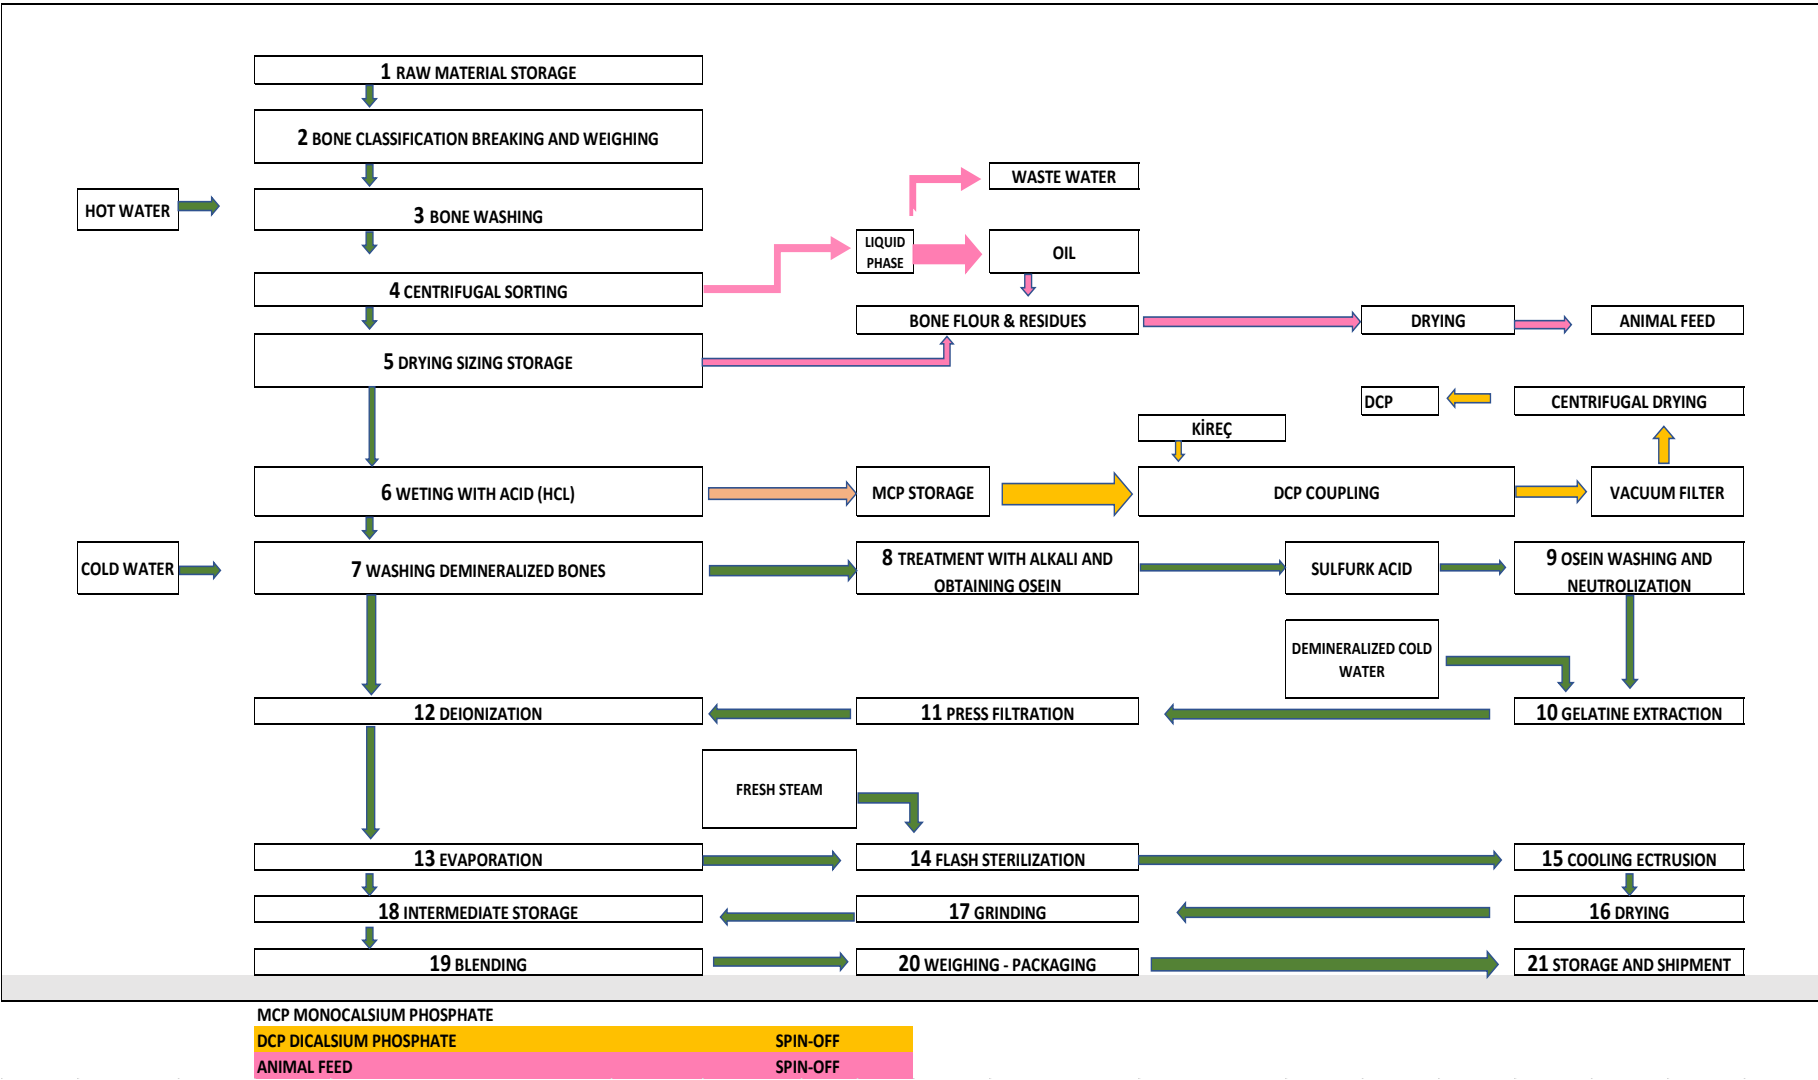 1 RAW MATERIAL STORAGE
2 BONE CLASSIFICATION BREAKING AND WEIGHING
HOT WATER
3 BONE WASHING
WASTE WATER
LIQUID
PHASE
OIL
4 CENTRIFUGAL SORTING
BONE FLOUR & RESIDUES
DRYING
ANIMAL FEED
5 DRYING SIZING STORAGE
DCP
CENTRIFUGAL DRYING
KİREÇ
6 WETING WITH ACID (HCL)
MCP STORAGE
DCP COUPLING
VACUUM FILTER
COLD WATER
7 WASHING DEMINERALIZED BONES
8 TREATMENT WITH ALKALI AND
OBTAINING OSEIN
SULFURK ACID
9 OSEIN WASHING AND
NEUTROLIZATION
DEMINERALIZED COLD
WATER
12 DEIONIZATION
11 PRESS FILTRATION
10 GELATINE EXTRACTION
FRESH STEAM
13 EVAPORATION
14 FLASH STERILIZATION
15 COOLING ECTRUSION
18 INTERMEDIATE STORAGE
17 GRINDING
16 DRYING
19 BLENDING
20 WEIGHING - PACKAGING
21 STORAGE AND SHIPMENT
MCP MONOCALSIUM PHOSPHATE
DCP DICALSIUM PHOSPHATE SPIN-OFF
ANIMAL FEED SPIN-OFF